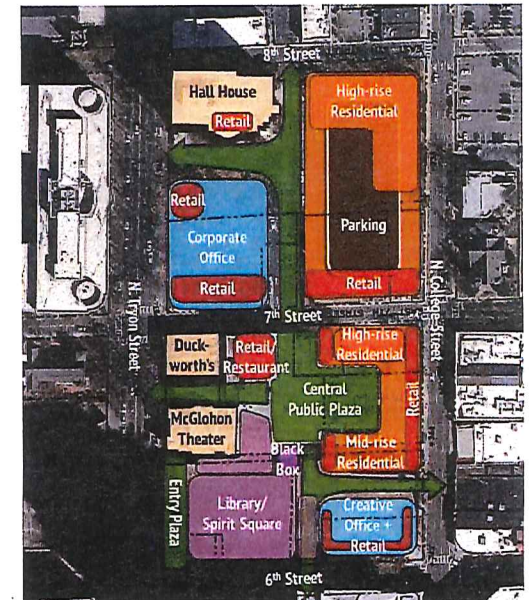 8th Street
Hall House
Retail
High-rise
Residential
Retail
Corporate
Office
Parking
Retail
Retail
N. Tryon Street
N. College Street
7th Street
Duck-
worth's
Retail/
Restaurant
High-rise
Residential
Central
Public Plaza
Retail
McGlohon
Theater
Black
Box
Mid-rise
Residential
Entry Plaza
Library/
Spirit Square
Creative
Office +
Retail
6th Street